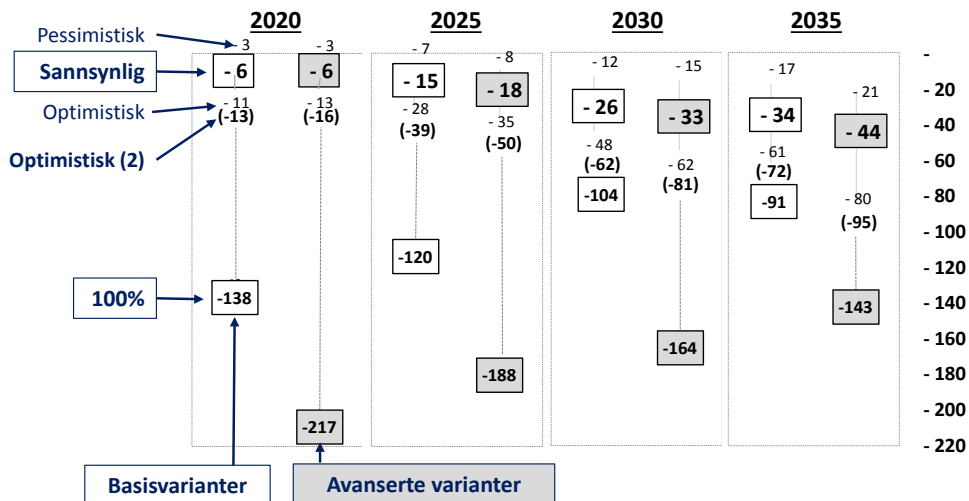 2020 2025 2030 2035
Pessimistisk
- 3 - 3 - 7 - 8 - 12 - 15 - 17 - 21
Sannsynlig
- 6 - 6 - 15 - 18 - 26 - 33 - 34 - 44
Optimistisk
- 11 - 13 - 28 - 35 - 48 - 62 - 61 - 80
Optimistisk (2)
(-13) (-16) (-39) (-50) (-62) (-81) (-72) (-95)
100%
-138 -217 -120 -188 -104 -164 -91 -143
-
- 20
- 40
- 60
- 80
- 100
- 120
- 140
- 160
- 180
- 200
- 220
Basisvarianter
Avanserte varianter